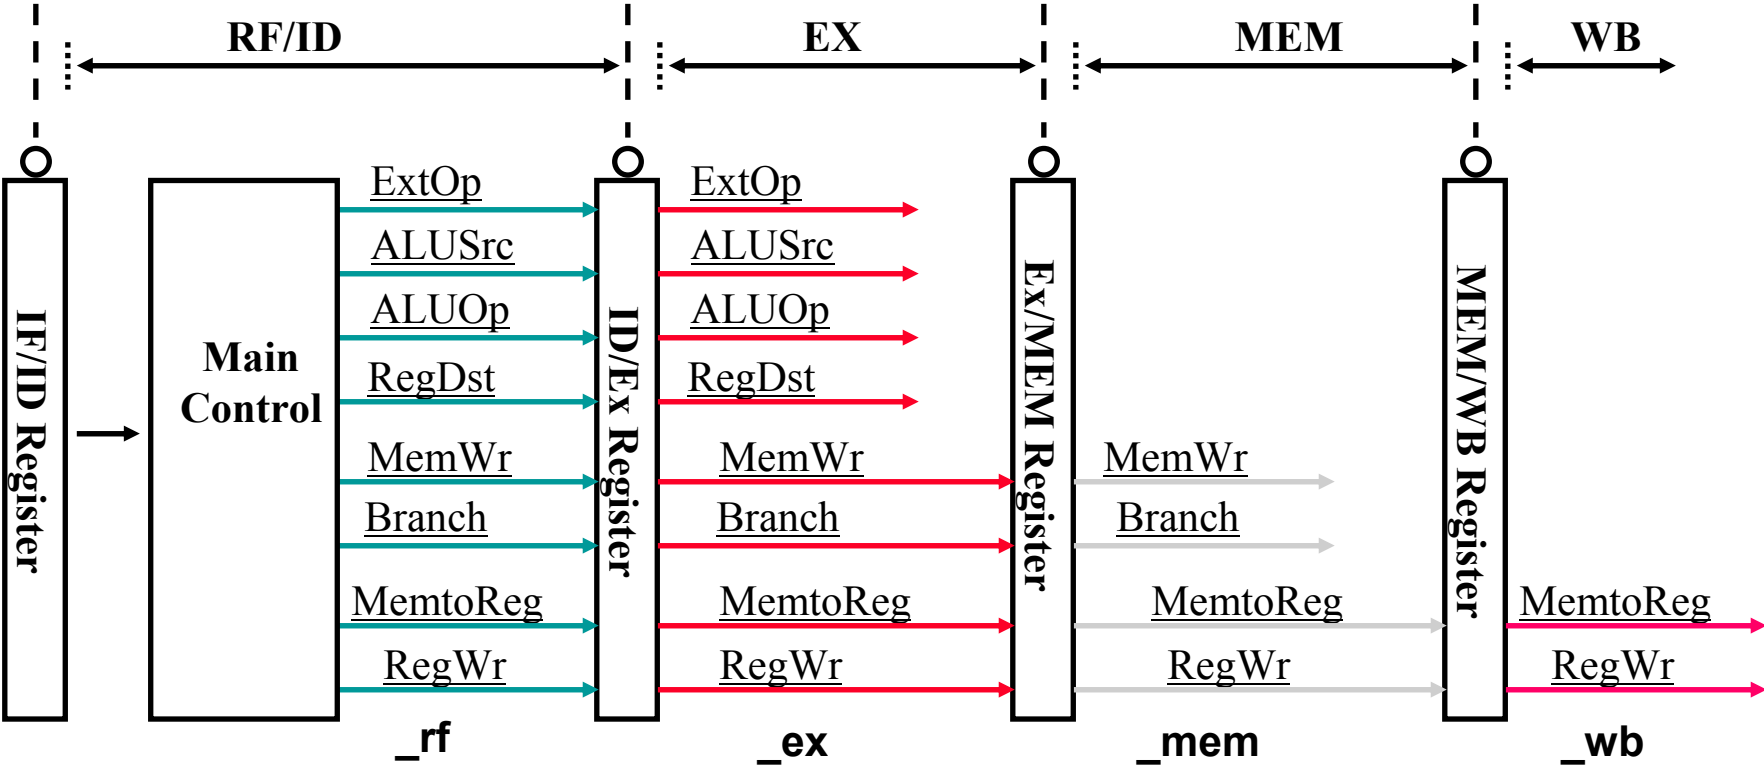 RF/ID EX MEM WB
ExtOp ExtOp
ALUSrc ALUSrc
ALUOp ALUOp
RegDst RegDst
MemWr MemWr MemWr
Branch Branch Branch
MemtoReg MemtoReg MemtoReg MemtoReg
RegWr RegWr RegWr RegWr
IF/ID Register
Main
Control
ID/Ex Register
Ex/MEM Register
MEM/WB Register
_rf _ex _mem _wb